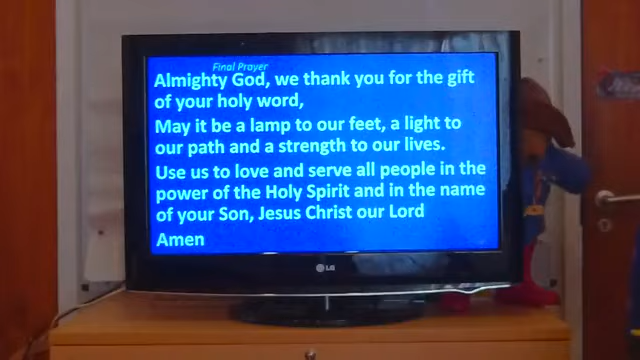 Final Prayer
Almighty God, we thank you for the gift
of your holy word,
May it be a lamp to our feet, a light to
our path and a strength to our lives.
Use us to love and serve all people in the
power of the Holy Spirit and in the name
of your Son, Jesus Christ our Lord
Amen
LG